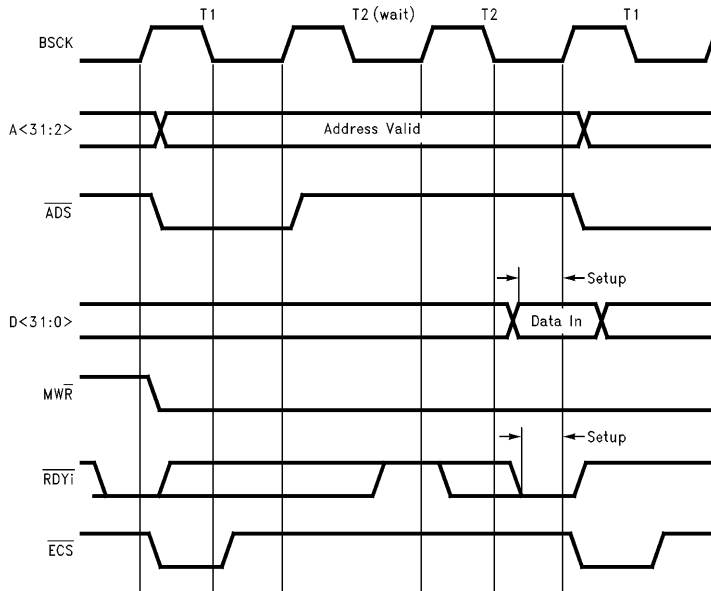 T1 T2 (wait) T2 T1
BSCK
A<31:2> Address Valid
ADS
Setup
D<31:0> Data In
MWR̅
Setup
RDYi
ECS